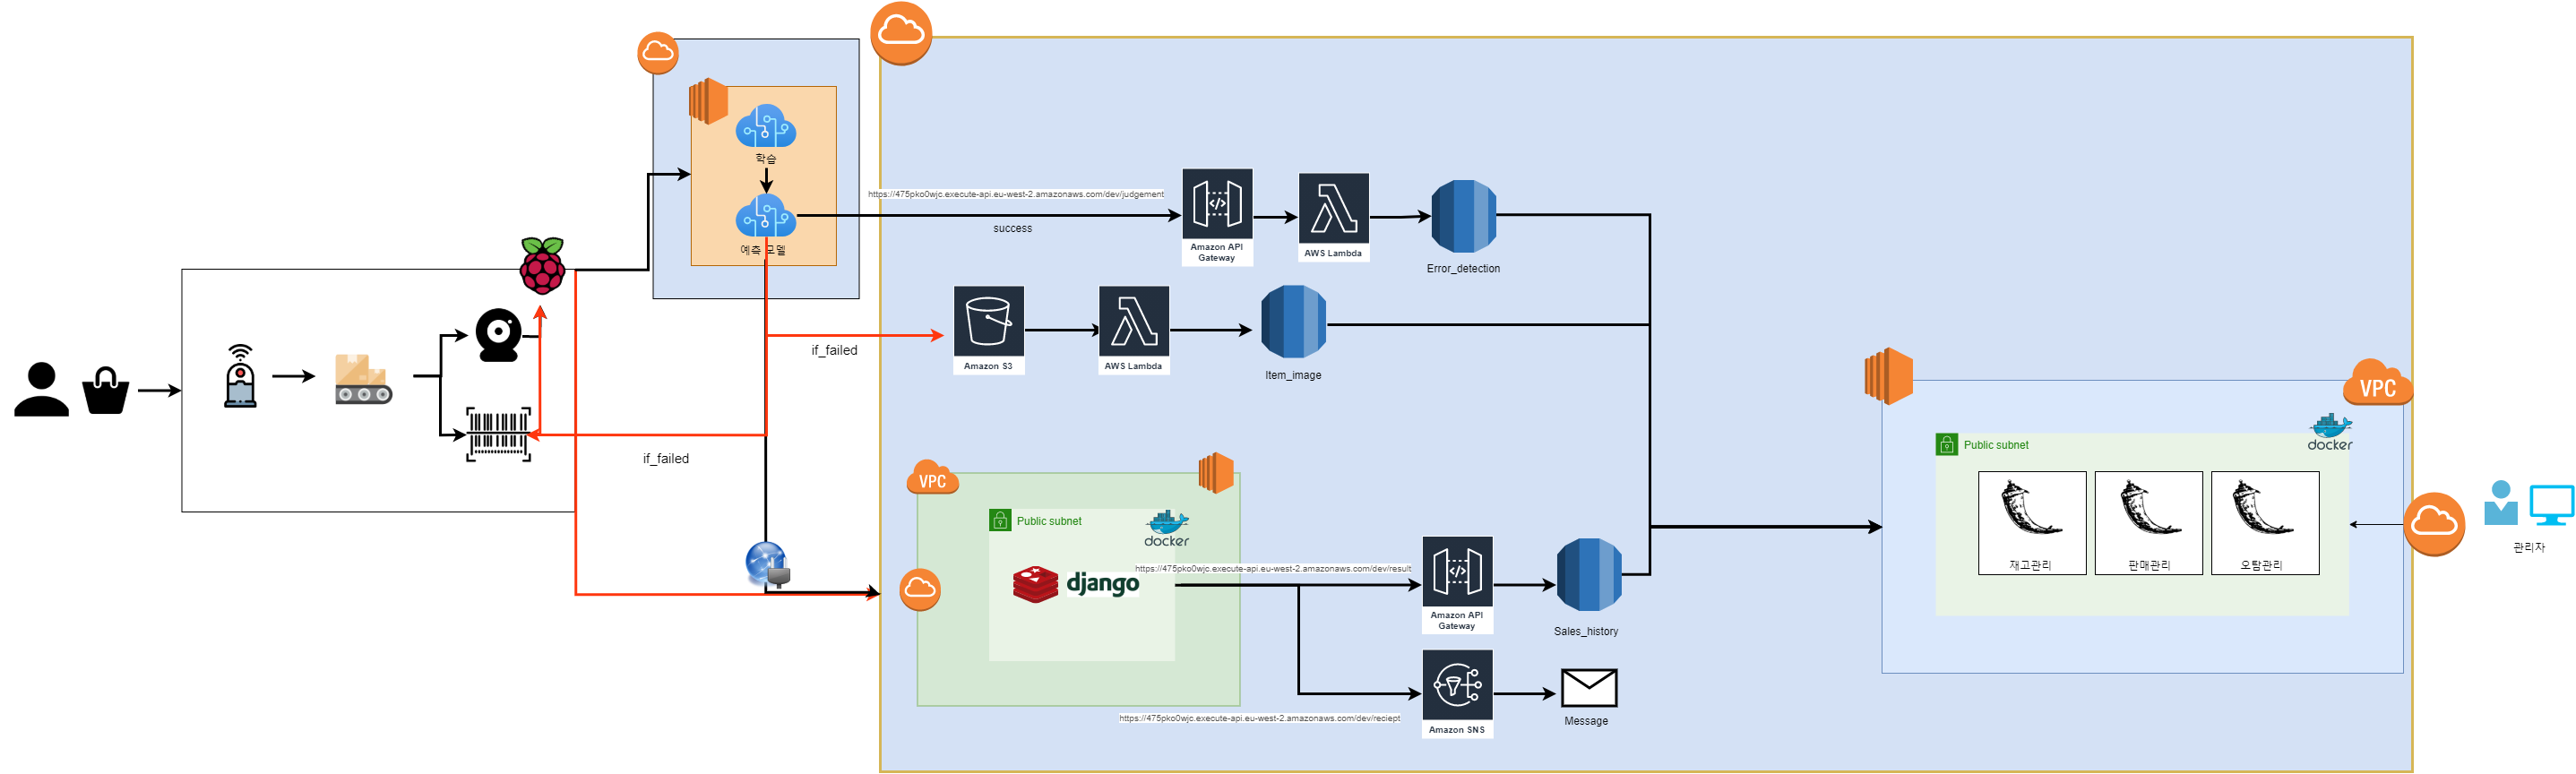 학습
예측 모델
https://475pko0wjc.execute-api.eu-west-2.amazonaws.com/dev/judgement
success
Amazon API
Gateway
AWS Lambda
Error_detection
if_failed
Amazon S3
AWS Lambda
Item_image
if_failed
VPC
Public subnet
docker
django
https://475pko0wjc.execute-api.eu-west-2.amazonaws.com/dev/result
Amazon API
Gateway
Sales_history
https://475pko0wjc.execute-api.eu-west-2.amazonaws.com/dev/reciept
Amazon SNS
Message
VPC
Public subnet
docker
재고관리
판매관리
오탐관리
관리자